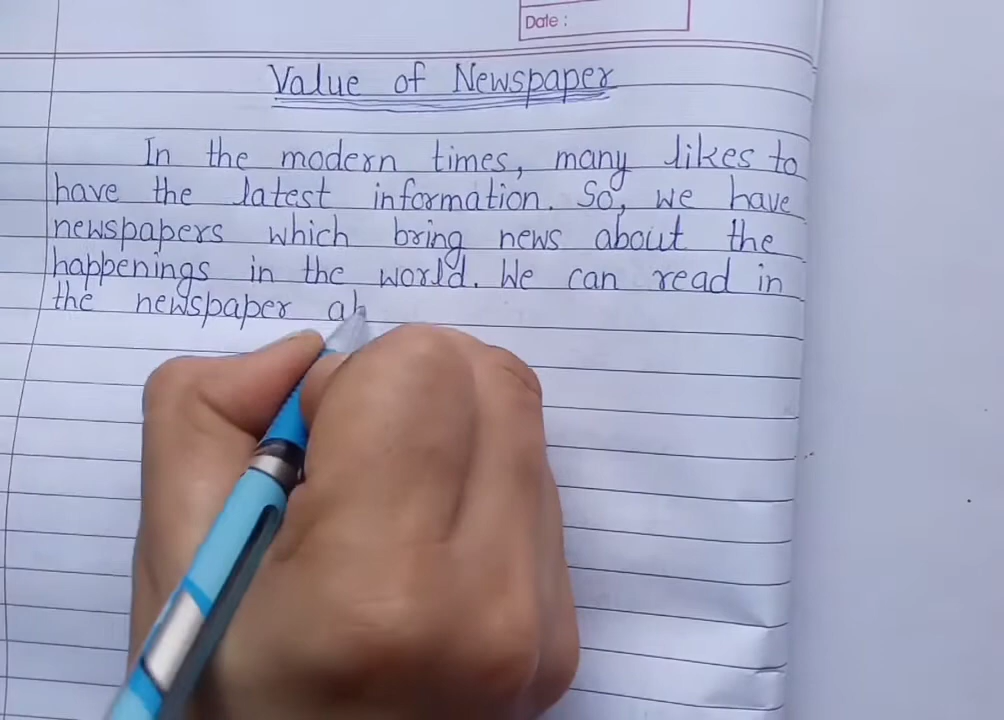 Date :
Value of Newspaper
In the modern times, many likes to
have the latest information. So, we have
newspapers which bring news about the
happenings in the world. We can read in
the newspaper ab